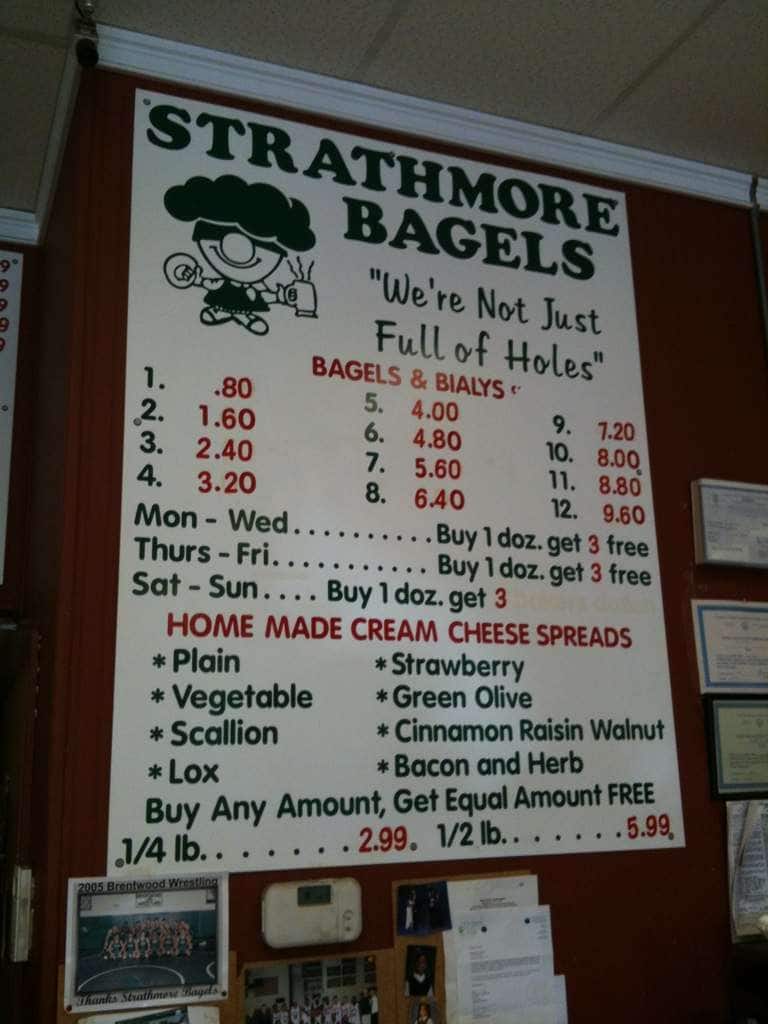 STRATHMORE
BAGELS
"We're Not Just
Full of Holes"
BAGELS & BIALYS
1. .80
2. 1.60
3. 2.40
4. 3.20
5. 4.00
6. 4.80
7. 5.60
8. 6.40
9. 7.20
10. 8.00
11. 8.80
12. 9.60
Mon - Wed..........Buy 1 doz. get 3 free
Thurs - Fri........... Buy 1 doz. get 3 free
Sat - Sun.... Buy 1 doz. get 3
HOME MADE CREAM CHEESE SPREADS
* Plain
* Vegetable
* Scallion
* Lox
* Strawberry
* Green Olive
* Cinnamon Raisin Walnut
* Bacon and Herb
Buy Any Amount, Get Equal Amount FREE
1/4 lb. . . . . . . . 2.99 1/2 lb. . . . . . . . 5.99
2005 Brentwood Wrestling
Thanks Strathmore Bagels
9
9
9
9
9